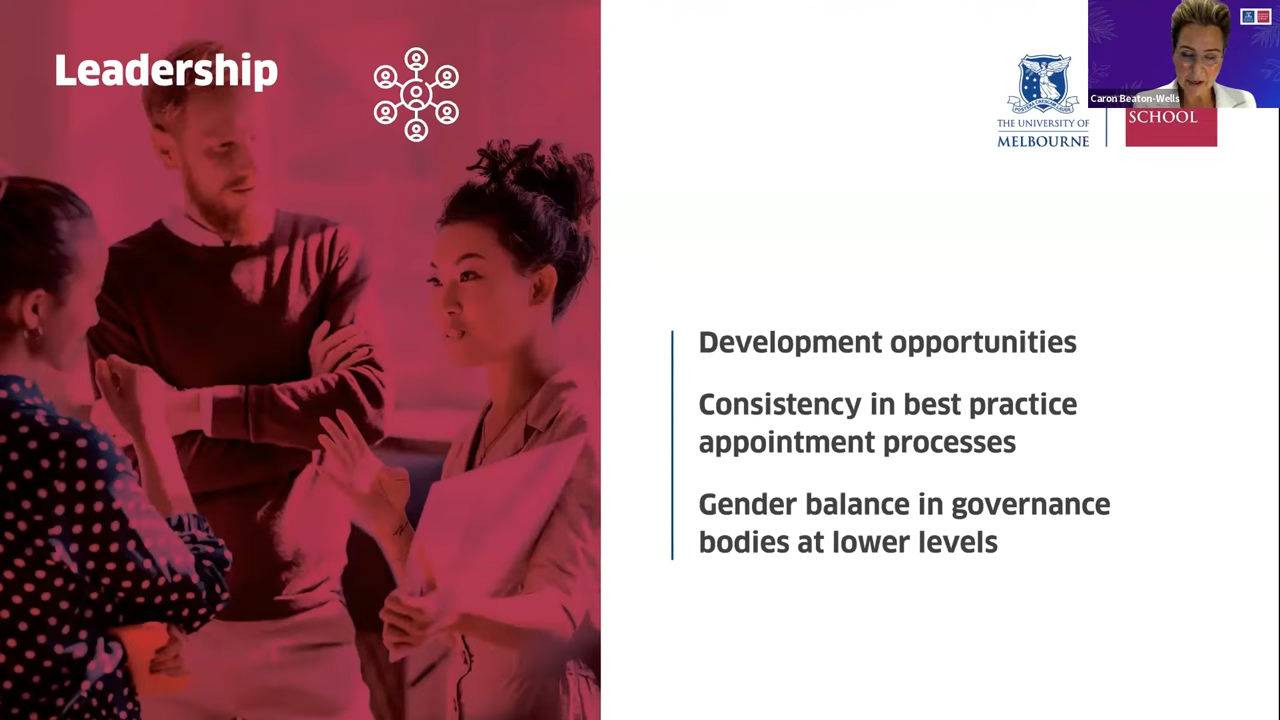 Leadership
Caron Beaton-Wells
THE UNIVERSITY OF
MELBOURNE
SCHOOL
Development opportunities
Consistency in best practice
appointment processes
Gender balance in governance
bodies at lower levels